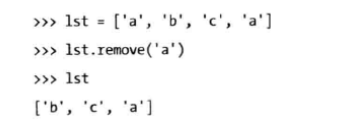 >>> lst = ['a', 'b', 'c', 'a']
>>> lst.remove('a')
>>> lst
['b', 'c', 'a']